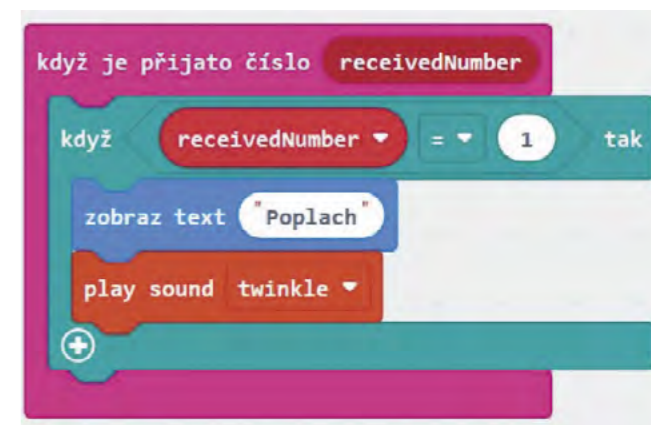 když je přijato číslo receivedNumber
když receivedNumber = 1 tak
zobraz text "Poplach"
play sound twinkle